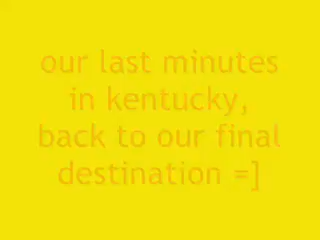 our last minutes
in kentucky,
back to our final
destination =]